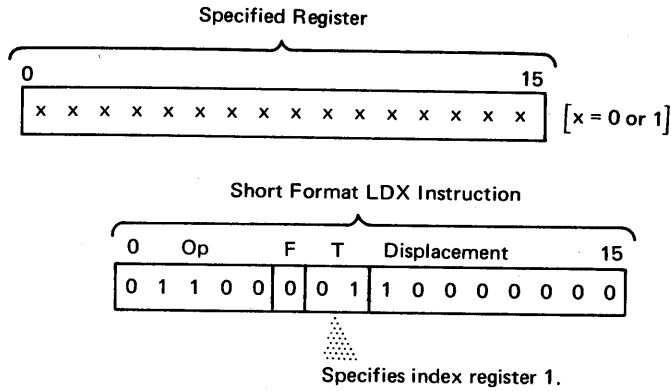 Specified Register
0 15
x x x x x x x x x x x x x x x x [x = 0 or 1]
Short Format LDX Instruction
0 Op F T Displacement 15
0 1 1 0 0 0 0 1 1 0 0 0 0 0 0 0
Specifies index register 1.